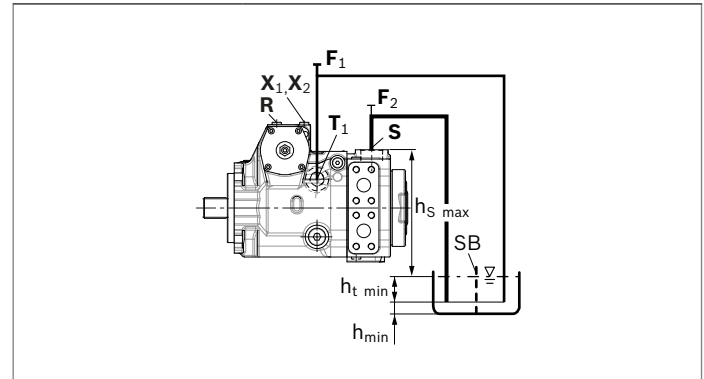 F₁
X₁,X₂
R
F₂
T₁
S
hS max
SB
ht min
hmin